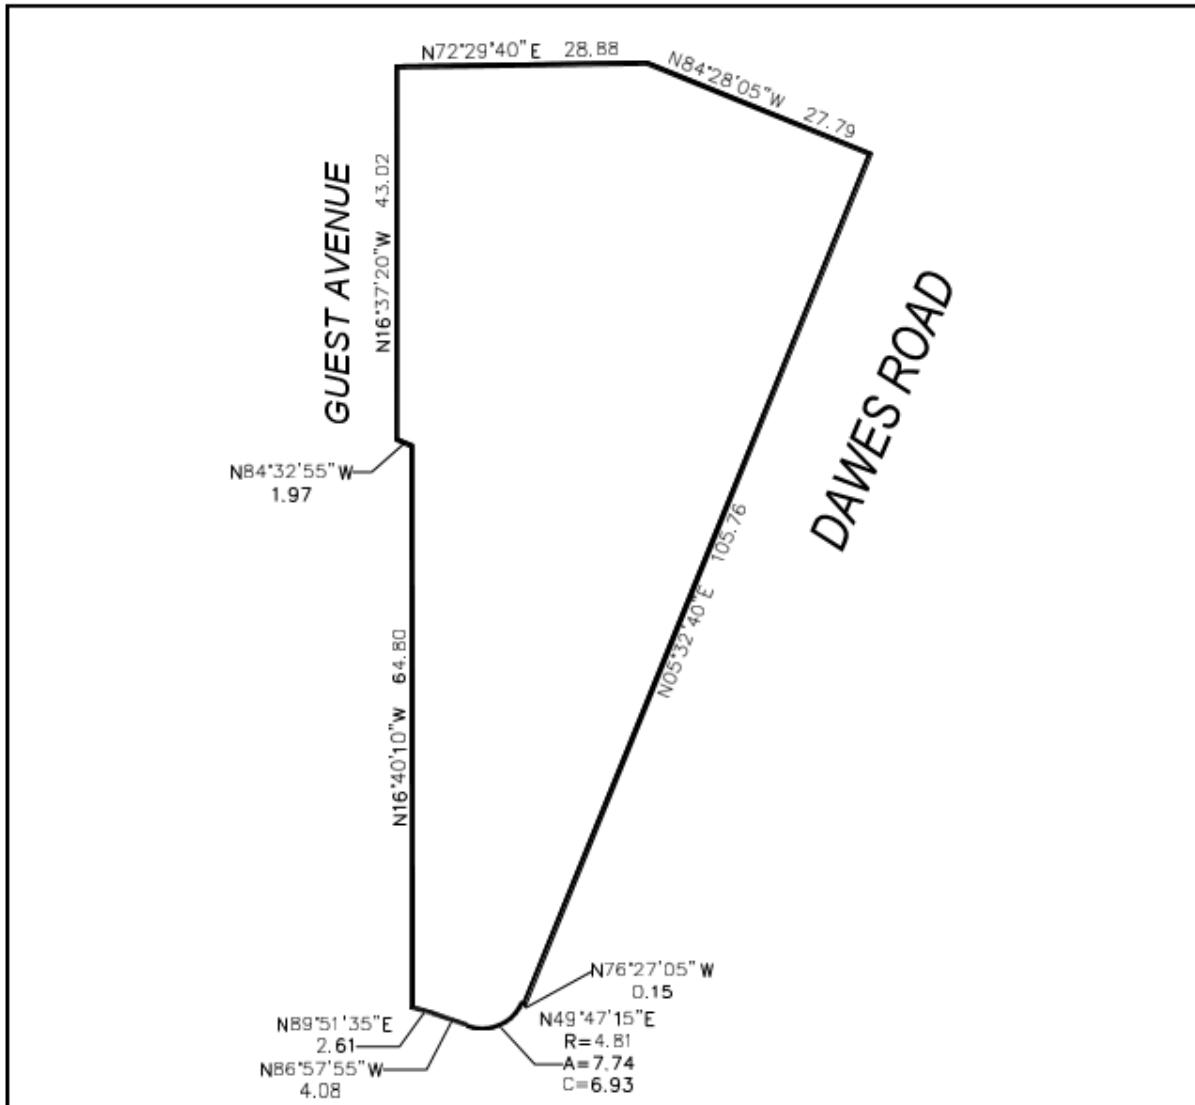 N72°29'40"E 28.88
N84°28'05"W 27.79
GUEST AVENUE
N16°37'20"W 43.02
DAWES ROAD
N84°32'55"W
1.97
N05°32'40"E 105.76
N16°40'10"W 64.80
N76°27'05"W
0.15
N89°51'35"E
2.61
N86°57'55"W
4.08
N49°47'15"E
R=4.81
A=7.74
C=6.93